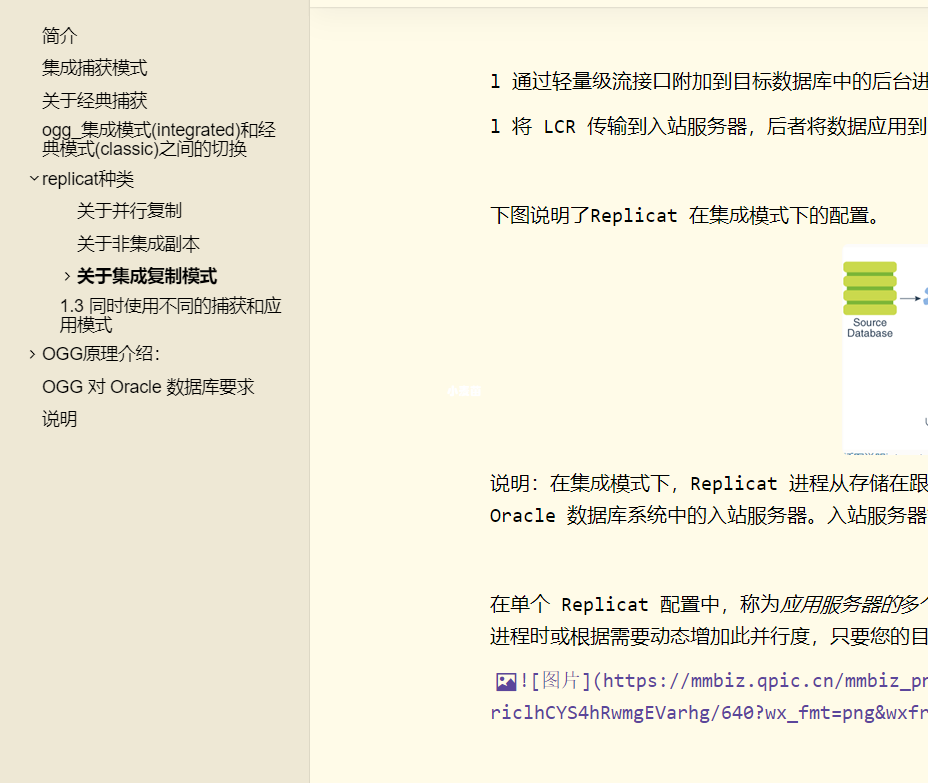 简介
集成捕获模式
关于经典捕获
ogg_集成模式(integrated)和经
典模式(classic)之间的切换
replicat种类
关于并行复制
关于非集成副本
关于集成复制模式
1.3 同时使用不同的捕获和应
用模式
OGG原理介绍：
OGG 对 Oracle 数据库要求
说明
l 通过轻量级流接口附加到目标数据库中的后台进
l 将 LCR 传输到入站服务器，后者将数据应用到
下图说明了Replicat 在集成模式下的配置。
Source
Database
说明：在集成模式下，Replicat 进程从存储在跟
Oracle 数据库系统中的入站服务器。入站服务器
在单个 Replicat 配置中，称为应用服务器的多个
进程时或根据需要动态增加此并行度，只要您的目
![图片](https://mmbiz.qpic.cn/mmbiz_pn
riclhCYS4hRwmgEVarhg/640?wx_fmt=png&wxfr